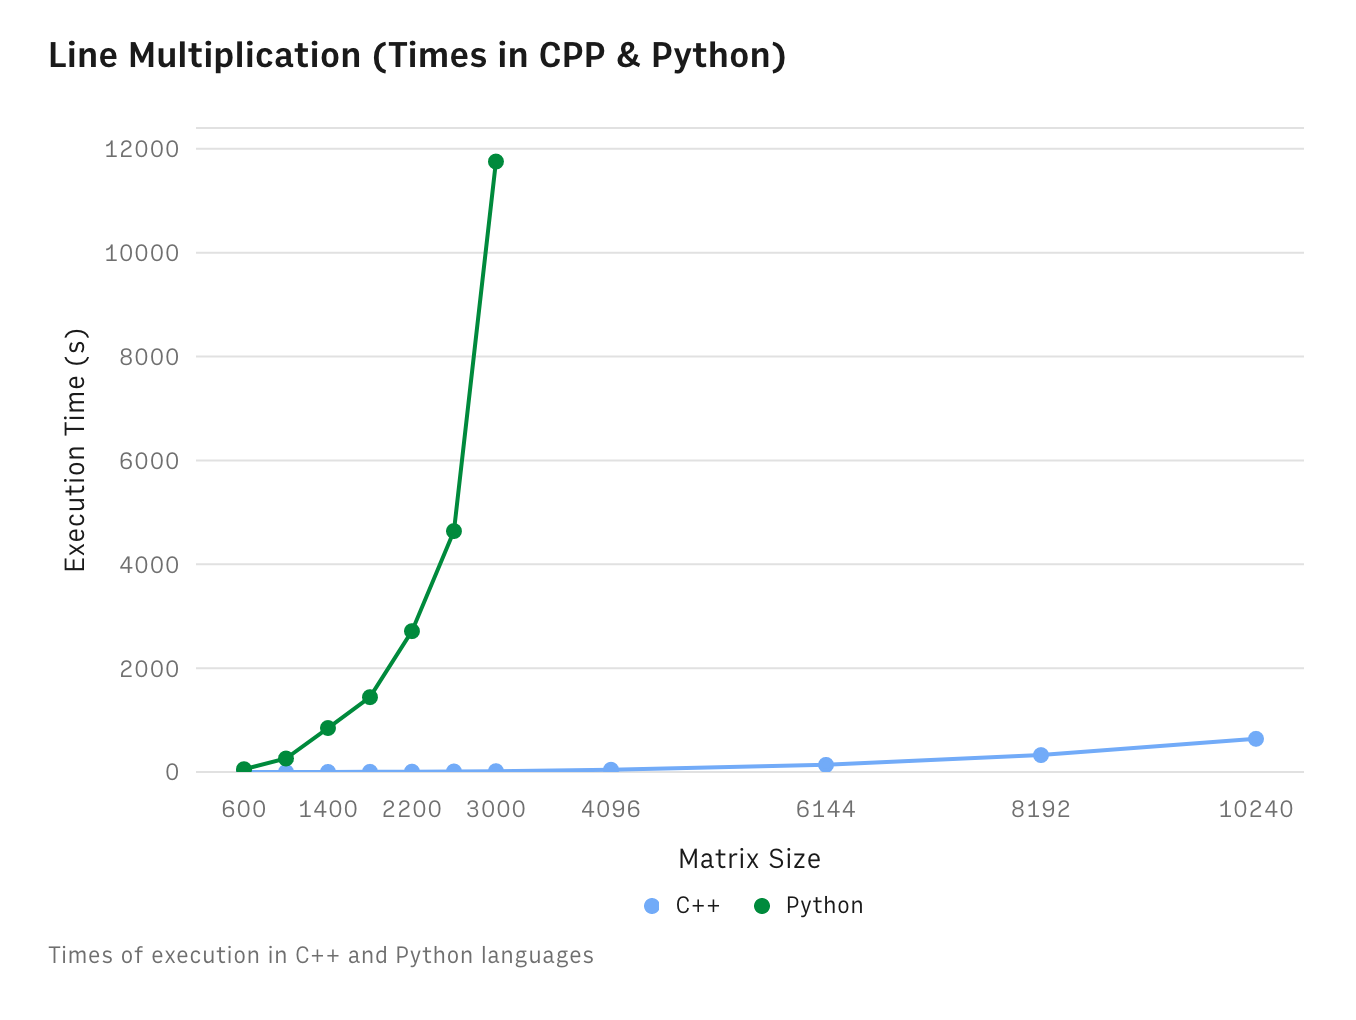 Line Multiplication (Times in CPP & Python)
12000
10000
8000
6000
4000
2000
0
Execution Time (s)
600 1400 2200 3000 4096 6144 8192 10240
Matrix Size
C++ Python
Times of execution in C++ and Python languages